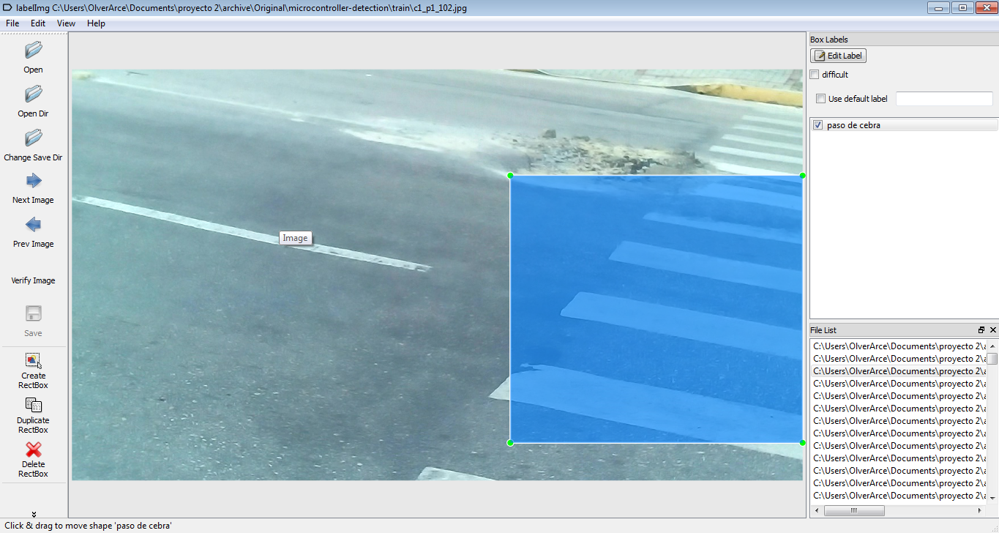 labelImg C:\Users\OlverArce\Documents\proyecto 2\archive\Original\microcontroller-detection\train\c1_p1_102.jpg
File Edit View Help
Open
Open Dir
Change Save Dir
Next Image
Prev Image
Verify Image
Save
Create
RectBox
Duplicate
RectBox
Delete
RectBox
Image
Box Labels
Edit Label
difficult
Use default label
paso de cebra
File List
C:\Users\OlverArce\Documents\proyecto 2\a
C:\Users\OlverArce\Documents\proyecto 2\a
C:\Users\OlverArce\Documents\proyecto 2\a
C:\Users\OlverArce\Documents\proyecto 2\a
C:\Users\OlverArce\Documents\proyecto 2\a
C:\Users\OlverArce\Documents\proyecto 2\a
C:\Users\OlverArce\Documents\proyecto 2\a
C:\Users\OlverArce\Documents\proyecto 2\a
C:\Users\OlverArce\Documents\proyecto 2\a
C:\Users\OlverArce\Documents\proyecto 2\a
C:\Users\OlverArce\Documents\proyecto 2\a
C:\Users\OlverArce\Documents\proyecto 2\a
C:\Users\OlverArce\Documents\proyecto 2\a
Click & drag to move shape 'paso de cebra'